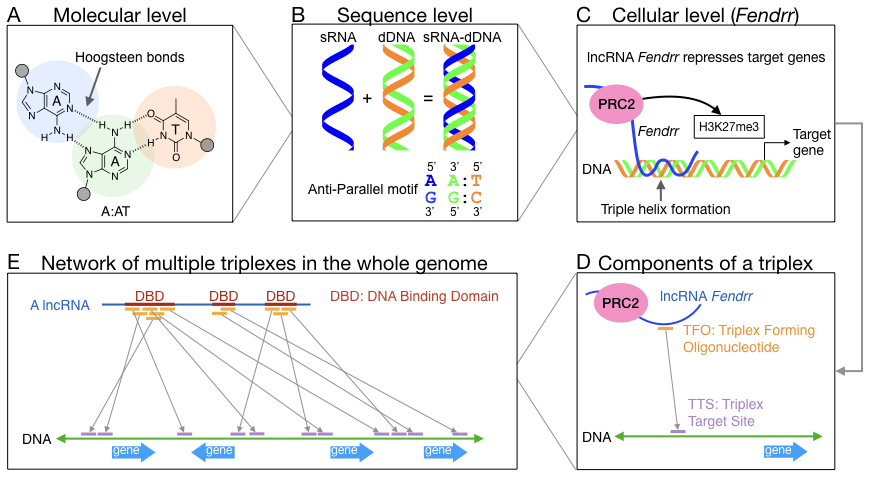 A Molecular level
Hoogsteen bonds
A
N
N
N
N
N
H
H
H
N
H
O
T
HN
N
O
A
N
N
N
N
A:AT
B Sequence level
sRNA dDNA sRNA-dDNA
+ =
5' 3' 5'
Anti-Parallel motif
A A:T
G G:C
3' 5' 3'
C Cellular level (Fendrr)
lncRNA Fendrr represses target genes
PRC2
H3K27me3
Fendrr
Target
gene
DNA
Triple helix formation
E Network of multiple triplexes in the whole genome
DBD DBD DBD DBD: DNA Binding Domain
A lncRNA
DNA
gene gene gene gene
D Components of a triplex
PRC2
lncRNA Fendrr
TFO: Triplex Forming
Oligonucleotide
TTS: Triplex
Target Site
DNA
gene